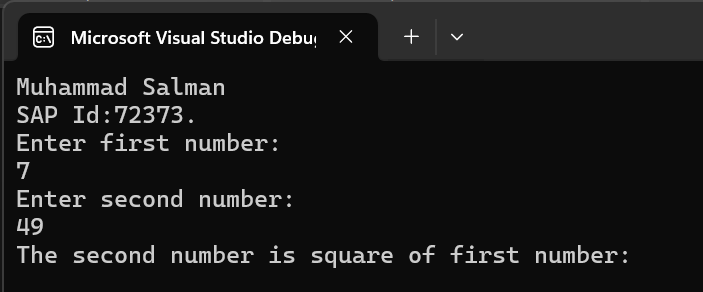 Microsoft Visual Studio Debug
Muhammad Salman
SAP Id:72373.
Enter first number:
7
Enter second number:
49
The second number is square of first number: